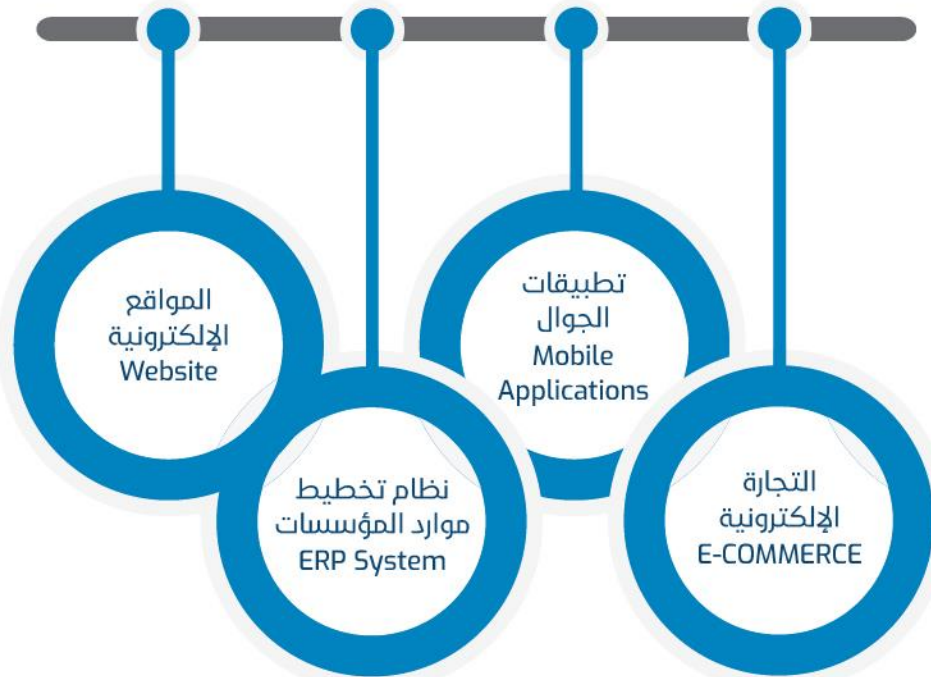 المواقع
الإلكترونية
Website
نظام تخطيط
موارد المؤسسات
ERP System
تطبيقات
الجوال
Mobile
Applications
التجارة
الإلكترونية
E-COMMERCE